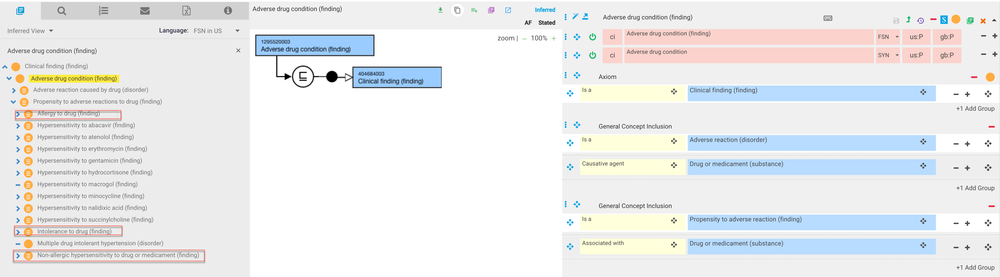 Inferred View
Language: FSN in US
Adverse drug condition (finding)
Clinical finding (finding)
Adverse drug condition (finding)
Adverse reaction caused by drug (disorder)
Propensity to adverse reactions to drug (finding)
Allergy to drug (finding)
Hypersensitivity to abacavir (finding)
Hypersensitivity to atenolol (finding)
Hypersensitivity to erythromycin (finding)
Hypersensitivity to gentamicin (finding)
Hypersensitivity to hydrocortisone (finding)
Hypersensitivity to macrogol (finding)
Hypersensitivity to minocycline (finding)
Hypersensitivity to nalidixic acid (finding)
Hypersensitivity to succinylcholine (finding)
Intolerance to drug (finding)
Multiple drug intolerant hypertension (disorder)
Non-allergic hypersensitivity to drug or medicament (finding)
Adverse drug condition (finding)
Inferred
AF Stated
zoom | – 100% +
1295520003
Adverse drug condition (finding)
⊑
404684003
Clinical finding (finding)
Adverse drug condition (finding)
S
ci Adverse drug condition (finding) FSN us:P gb:P
ci Adverse drug condition SYN us:P gb:P
Axiom
Is a Clinical finding (finding)
+1 Add Group
General Concept Inclusion
Is a Adverse reaction (disorder)
Causative agent Drug or medicament (substance)
+1 Add Group
General Concept Inclusion
Is a Propensity to adverse reaction (finding)
Associated with Drug or medicament (substance)
+1 Add Group